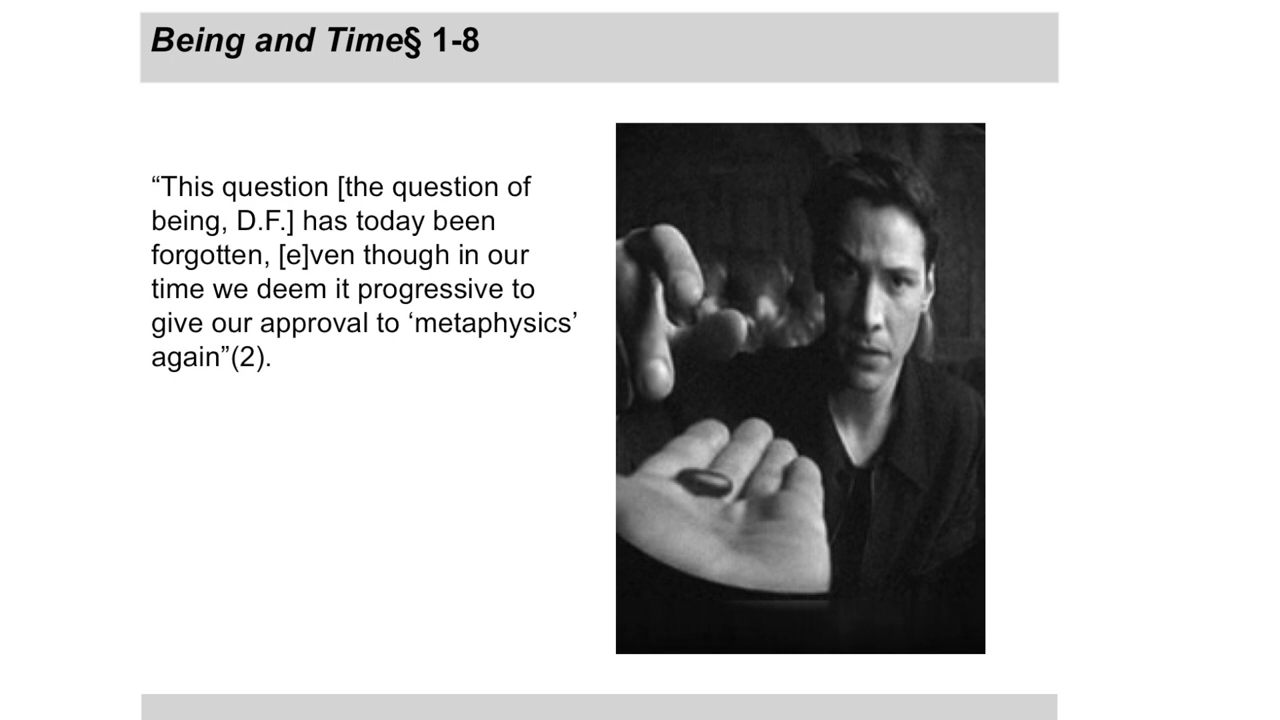 Being and Time§ 1-8
“This question [the question of
being, D.F.] has today been
forgotten, [e]ven though in our
time we deem it progressive to
give our approval to ‘metaphysics’
again”(2).